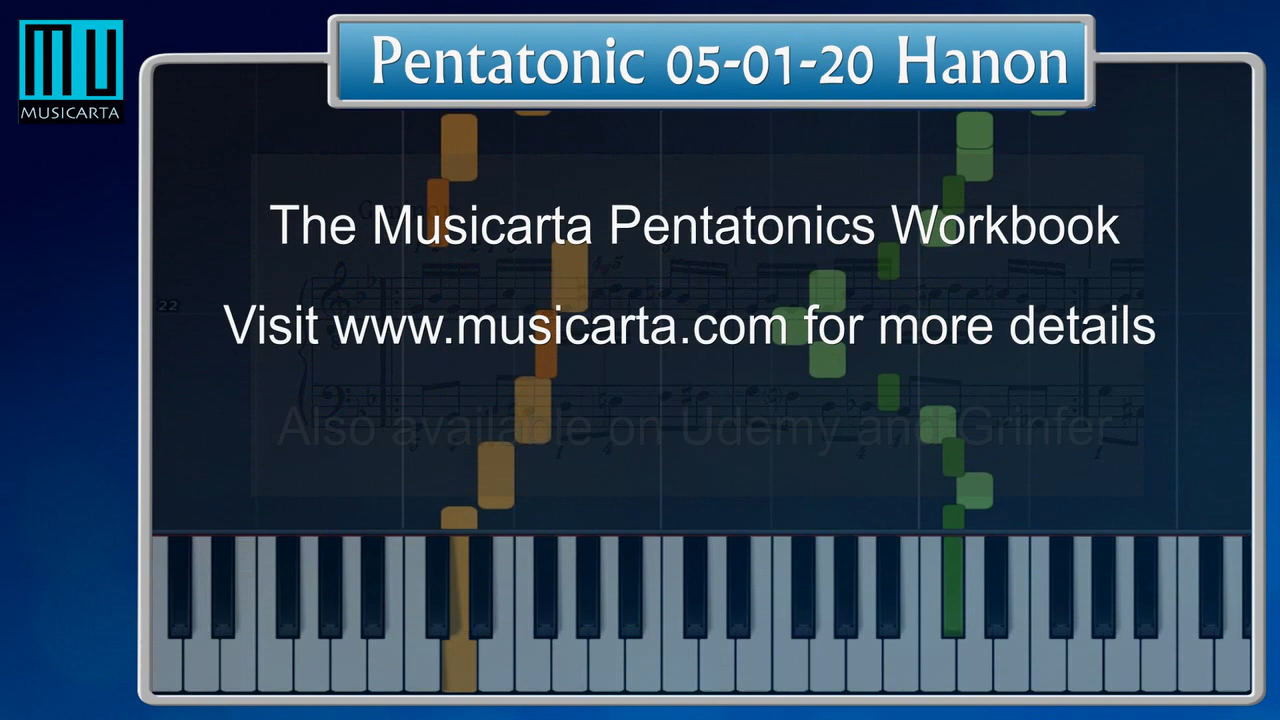 MUSICARTA
Pentatonic 05-01-20 Hanon
The Musicarta Pentatonics Workbook
22
Visit www.musicarta.com for more details
Also available on Udemy and Grinfer